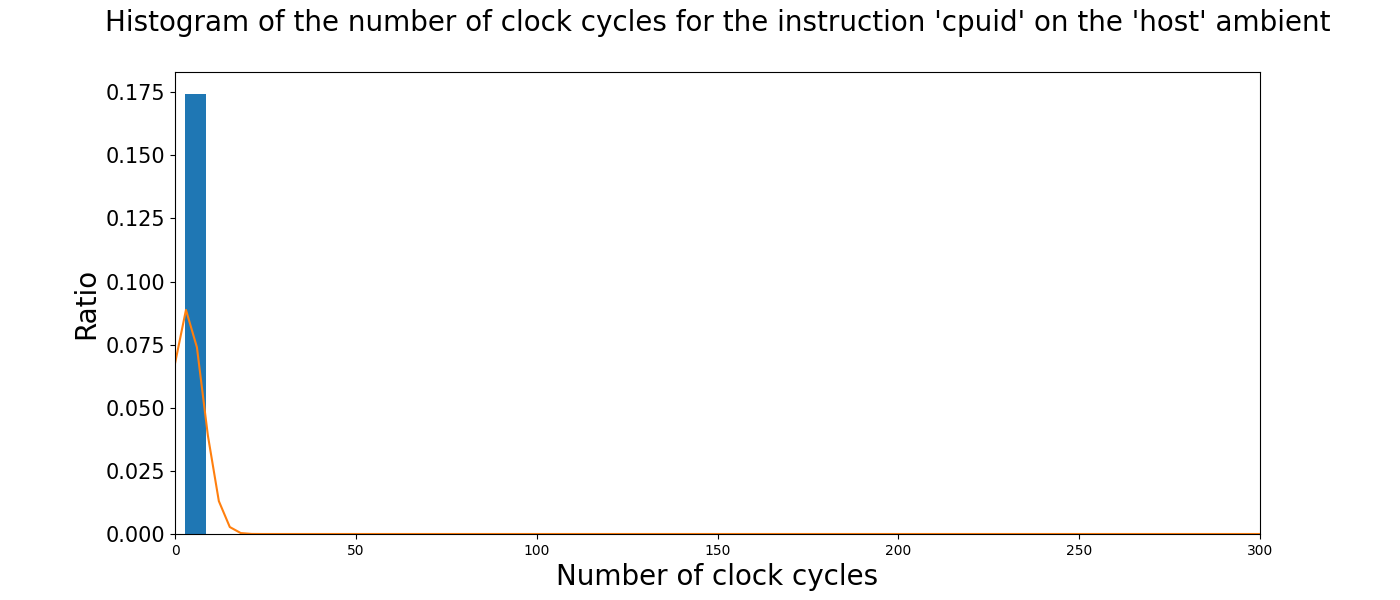 Histogram of the number of clock cycles for the instruction 'cpuid' on the 'host' ambient
0.175
0.150
0.125
0.100
0.075
0.050
0.025
0.000
Ratio
0 50 100 150 200 250 300
Number of clock cycles